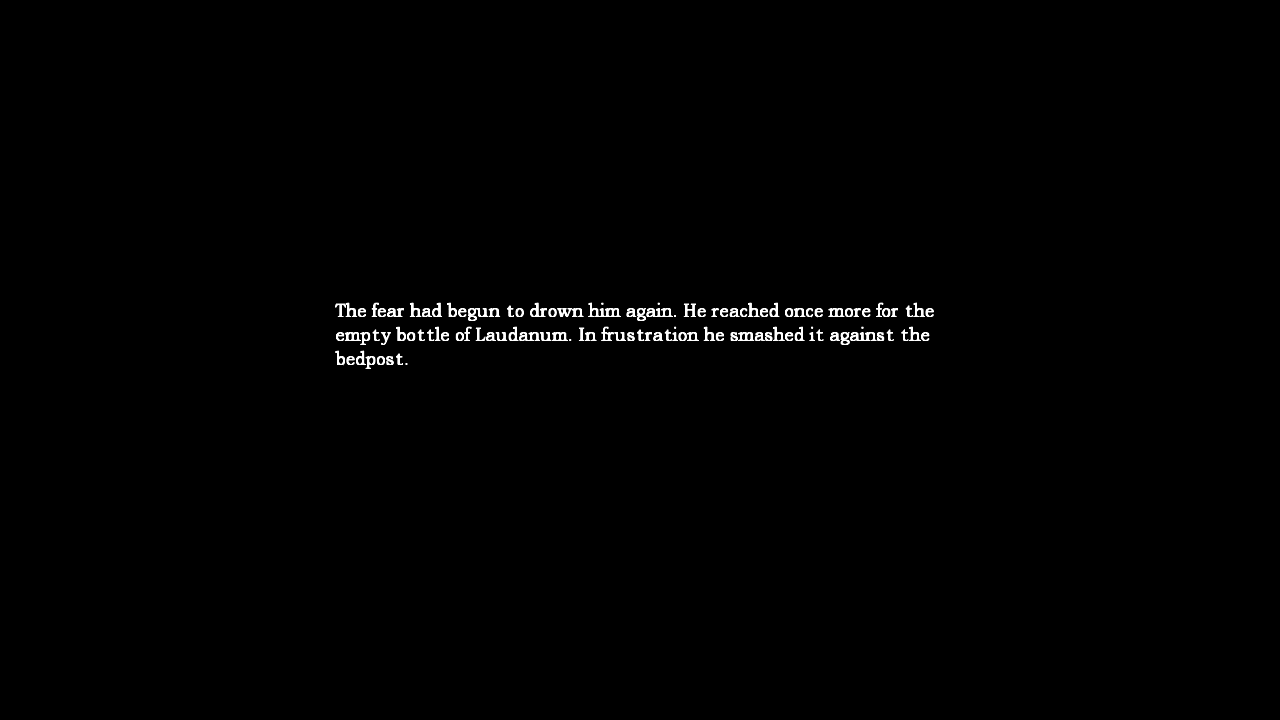 The fear had begun to drown him again. He reached once more for the
empty bottle of Laudanum. In frustration he smashed it against the
bedpost.